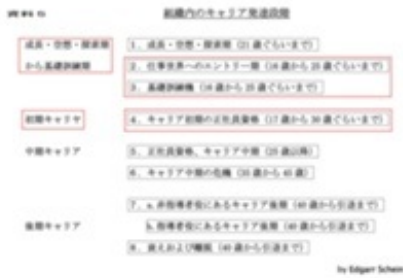 組織内のキャリア発達段階
成長・空想・探索期
から基礎訓練期
1．成長・空想・探索期（21歳ぐらいまで）
2．仕事世界へのエントリー期（16歳から25歳ぐらいまで）
3．基礎訓練期（16歳から25歳ぐらいまで）
初期キャリヤ
4．キャリア初期の正社員資格（17歳から30歳ぐらいまで）
中期キャリア
5．正社員資格、キャリア中期（25歳以降）
6．キャリア中期の危機（35歳から45歳）
7．a.非指導者役にあるキャリア後期（40歳から引退まで）
後期キャリア
b.指導者役にあるキャリア後期（40歳から引退まで）
8．衰えおよび離脱（40歳から引退まで）
by Edgar Schein